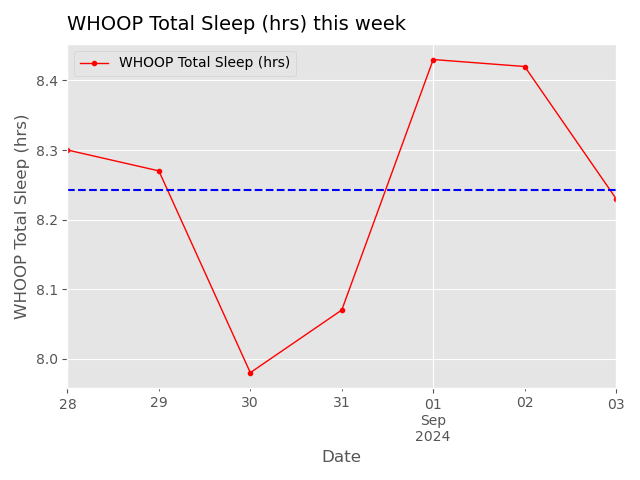 WHOOP Total Sleep (hrs) this week
WHOOP Total Sleep (hrs)
WHOOP Total Sleep (hrs)
8.4
8.3
8.2
8.1
8.0
28 29 30 31 01 02 03
Sep
2024
Date